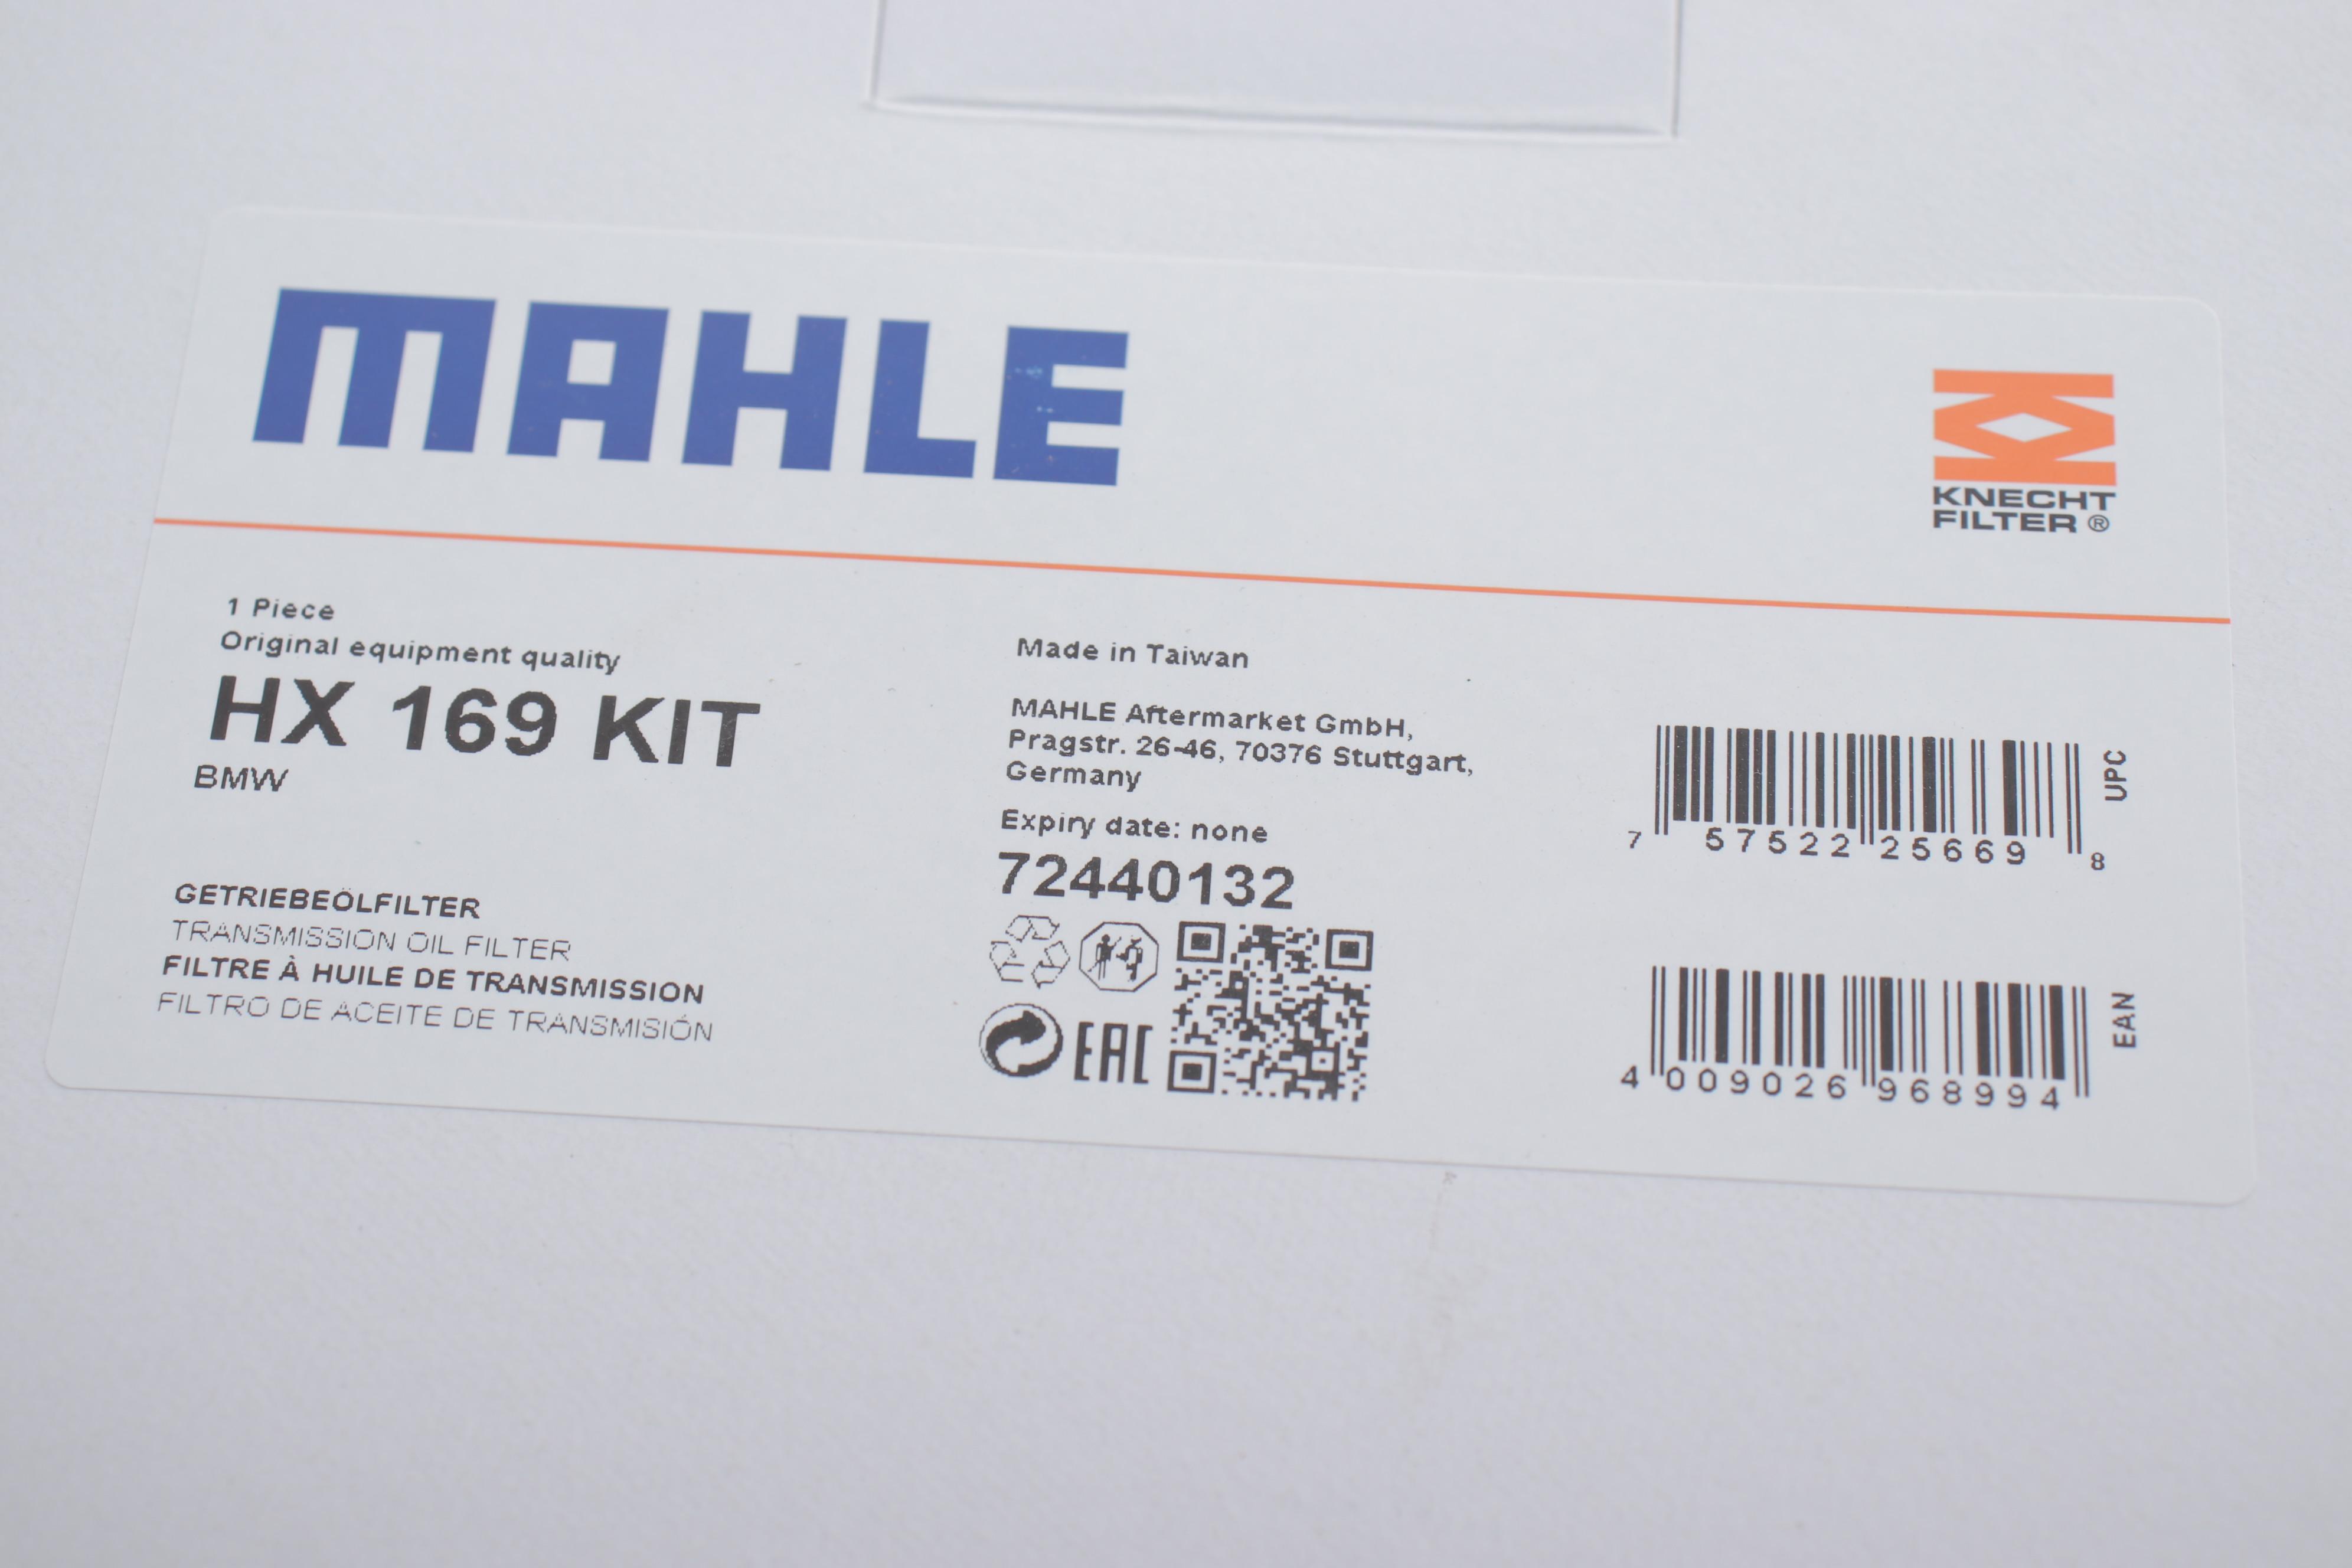 MAHLE
KNECHT
FILTER ®
1 Piece
Original equipment quality
HX 169 KIT
BMW
GETRIEBEÖLFILTER
TRANSMISSION OIL FILTER
FILTRE À HUILE DE TRANSMISSION
FILTRO DE ACEITE DE TRANSMISIÓN
Made in Taiwan
MAHLE Aftermarket GmbH,
Pragstr. 26-46, 70376 Stuttgart,
Germany
Expiry date: none
72440132
EAC
7 57522 25669 8
UPC
4 009026 968994
EAN